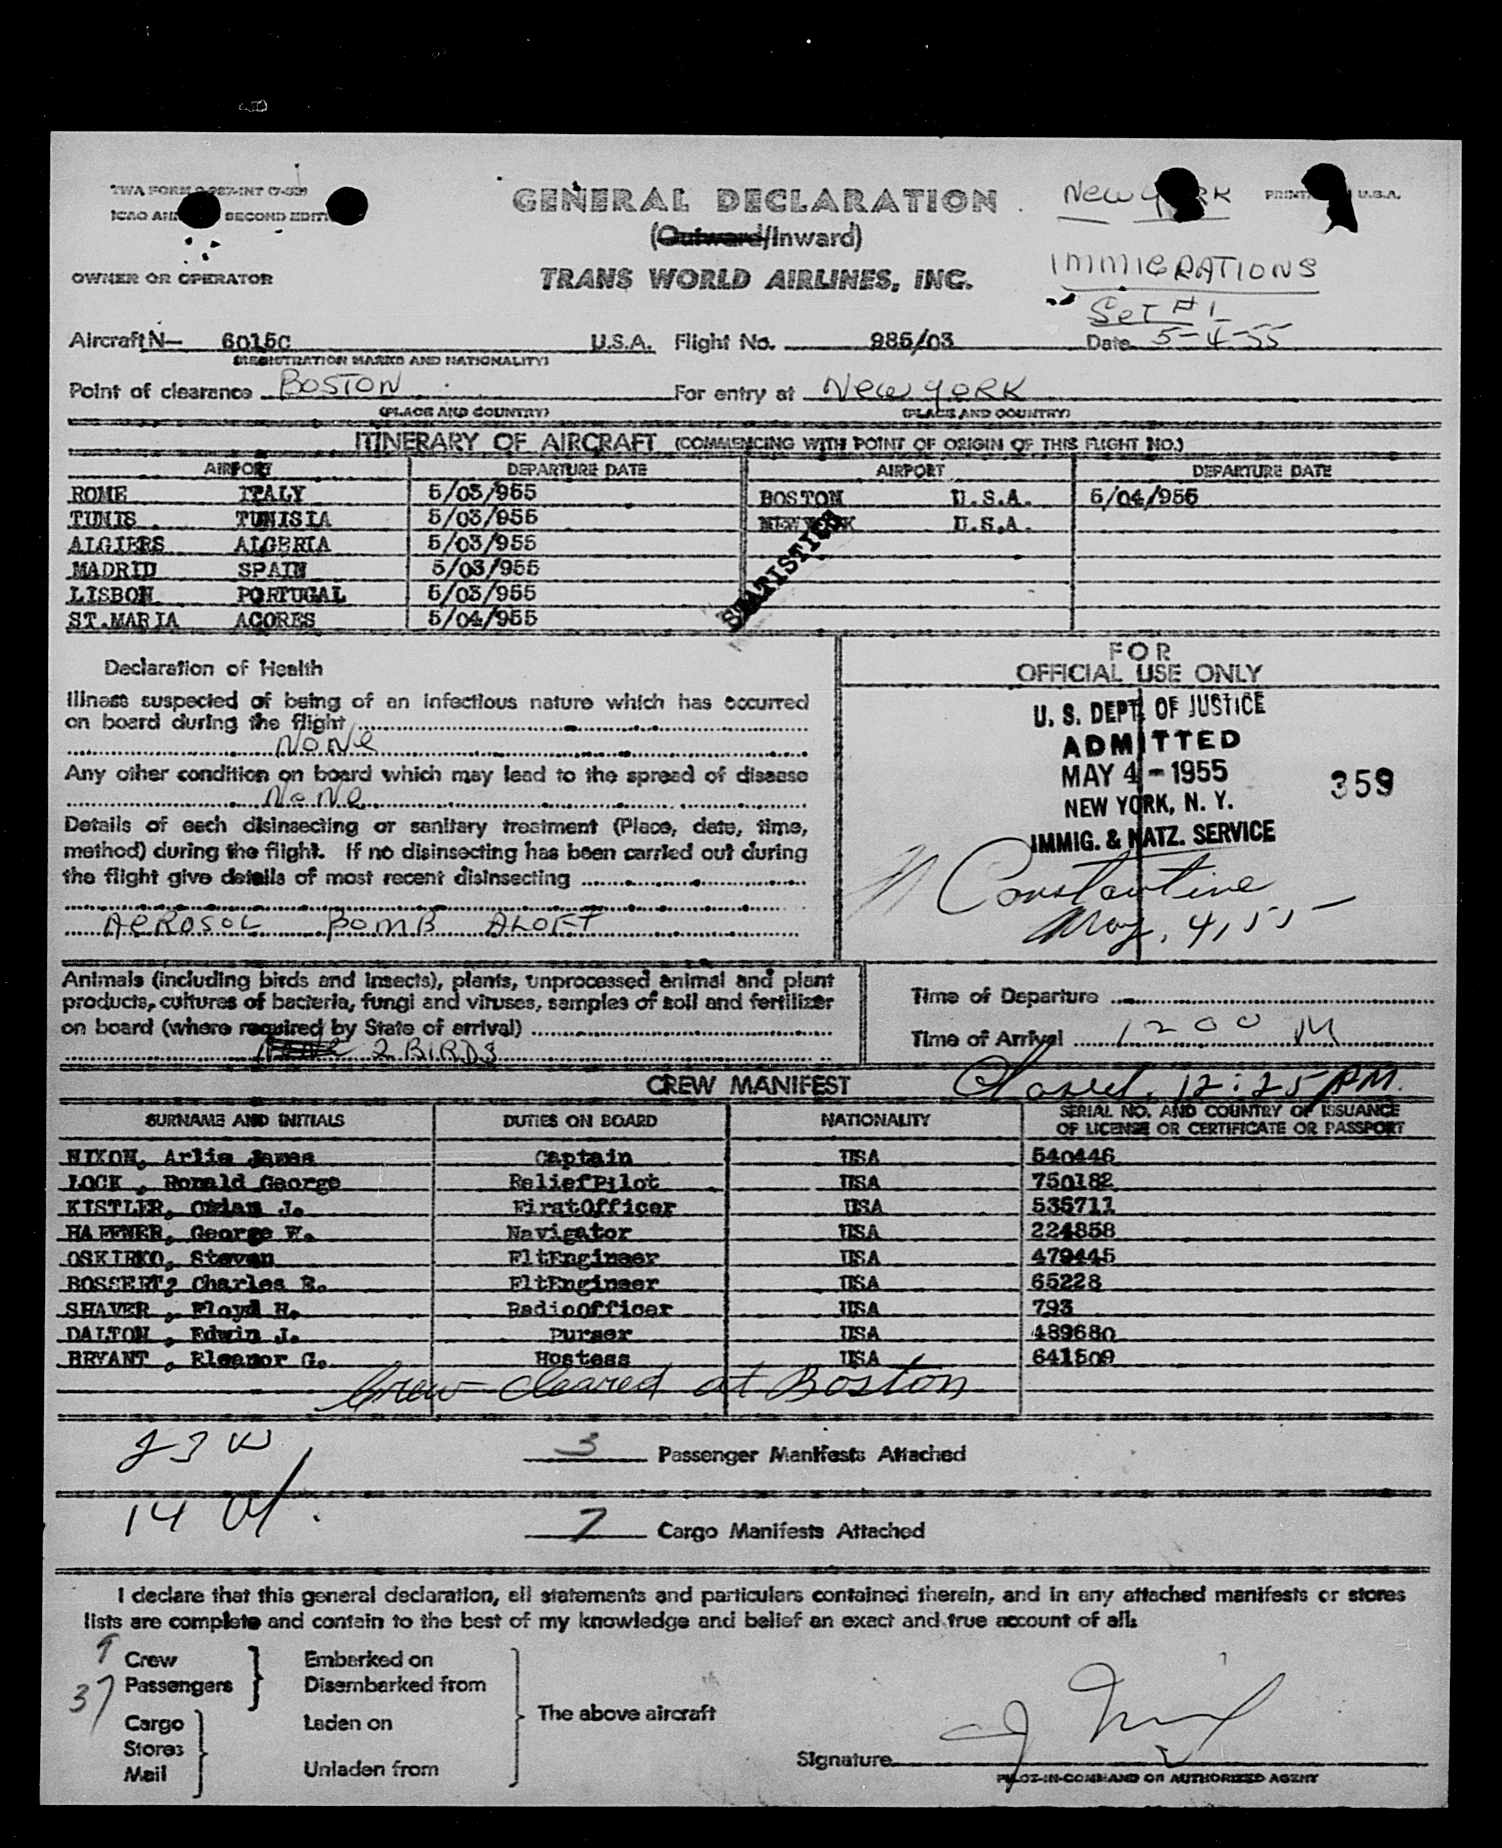 GENERAL DECLARATION
(Outward/Inward)
TRANS WORLD AIRLINES, INC.
New YORK
PRINT U.S.A.
IMMIGRATIONS
Set # 1
TWA FORM
SECOND EDITI
OWNER OR OPERATOR
Aircraft N— 6015C U.S.A. Flight No. 985/03 Date 5-4-55
(REGISTRATION MARKS AND NATIONALITY)
Point of clearance BOSTON For entry at New YORK
(PLACE AND COUNTRY) (PLACE AND COUNTRY)
ITINERARY OF AIRCRAFT (COMMENCING WITH POINT OF ORIGIN OF THIS FLIGHT NO.)
AIRPORT DEPARTURE DATE AIRPORT DEPARTURE DATE
ROME ITALY 5/03/955 BOSTON U.S.A. 5/04/955
TUNIS TUNISIA 5/03/955 NEW YORK U.S.A.
ALGIERS ALGERIA 5/03/955
MADRID SPAIN 5/03/955
LISBON PORTUGAL 5/03/955
ST.MARIA ACORES 5/04/955
STATISTICS
Declaration of Health
Illness suspected of being of an infectious nature which has occurred
on board during the flight
NoNe
Any other condition on board which may lead to the spread of disease
NoNe
Details of each disinsecting or sanitary treatment (Place, date, time,
method) during the flight. If no disinsecting has been carried out during
the flight give details of most recent disinsecting
AeROSOL BOMB ALOFT
FOR
OFFICIAL USE ONLY
U. S. DEPT. OF JUSTICE
ADMITTED
MAY 4 - 1955
NEW YORK, N. Y.
IMMIG. & NATZ. SERVICE
359
Constantine
May, 4, 55
Animals (including birds and insects), plants, unprocessed animal and plant
products, cultures of bacteria, fungi and viruses, samples of soil and fertilizer
on board (where required by State of arrival)
2 BIRDS
Time of Departure
Time of Arrival 1200 M
Closed. 12:25 PM.
CREW MANIFEST
SURNAME AND INITIALS DUTIES ON BOARD NATIONALITY SERIAL NO. AND COUNTRY OF ISSUANCE
OF LICENSE OR CERTIFICATE OR PASSPORT
NIXON, Arlie James Captain USA 540446
LOCK , Ronald George ReliefPilot USA 750182
KISTLER, J. FirstOfficer USA 535711
HAFFNER, George Navigator USA 224858
OSKIRKO, Steven FltEngineer USA 479445
BOSSERT, Charles E. FltEngineer USA 65228
SHAVER , Floyd H. RadioOfficer USA 793
DALTON , Edwin J. Purser USA 489680
BRYANT , Eleanor G. Hostess USA 641509
Crew cleared at Boston
23 W
3 Passenger Manifests Attached
14
7 Cargo Manifests Attached
I declare that this general declaration, all statements and particulars contained therein, and in any attached manifests or stores
lists are complete and contain to the best of my knowledge and belief an exact and true account of all:
9 Crew Embarked on
37 Passengers Disembarked from
The above aircraft
Cargo Laden on
Stores
Mail Unladen from
Signature
PILOT-IN-COMMAND OR AUTHORIZED AGENT